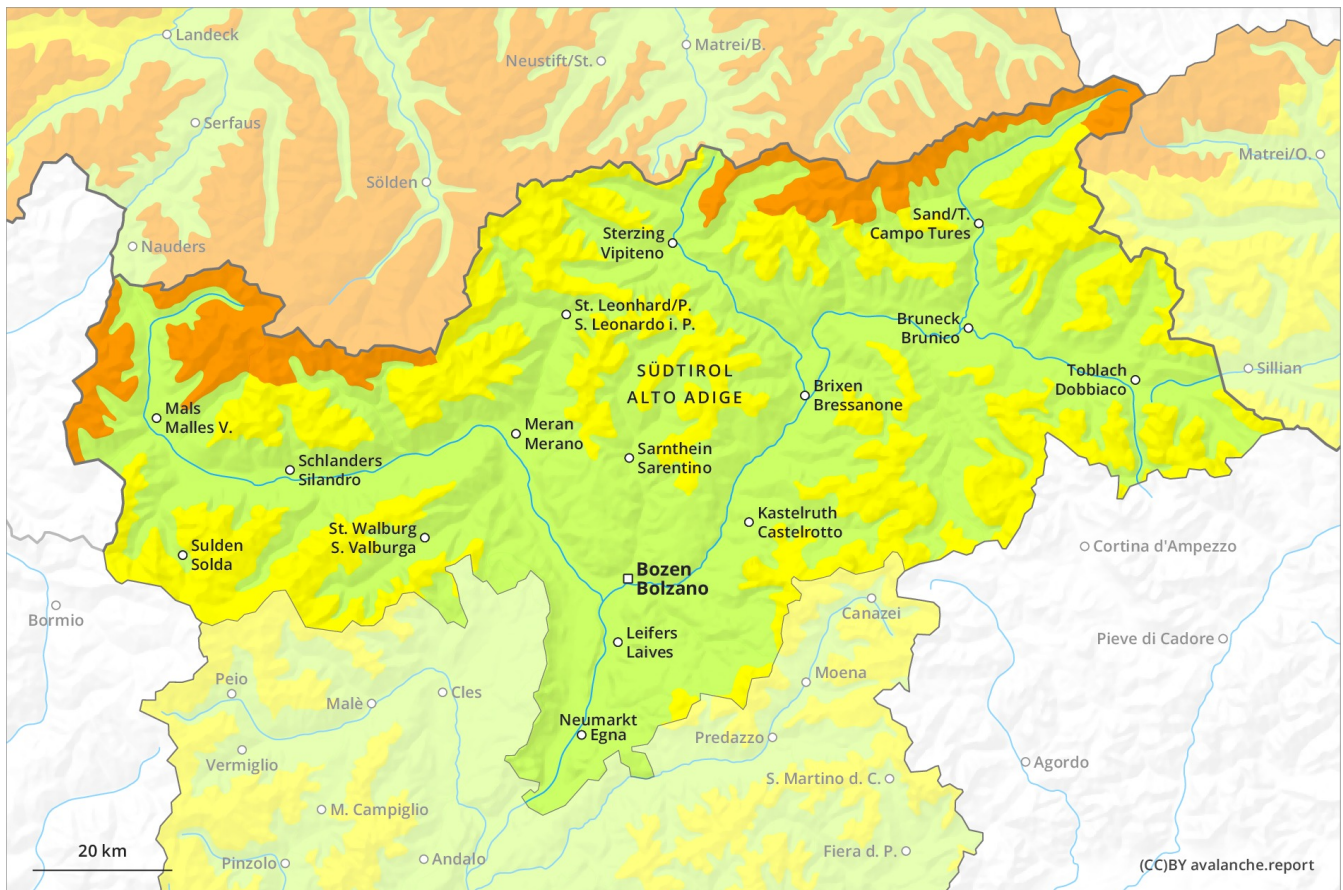 Landeck
Matrei/B.
Neustift/St.
Serfaus
Matrei/O.
Sölden
Sand/T.
Campo Tures
Nauders
Sterzing
Vipiteno
St. Leonhard/P.
S. Leonardo i. P.
Bruneck
Brunico
SÜDTIROL
ALTO ADIGE
Toblach
Dobbiaco
Sillian
Brixen
Bressanone
Mals
Malles V.
Meran
Merano
Sarnthein
Sarentino
Schlanders
Silandro
Kastelruth
Castelrotto
St. Walburg
S. Valburga
Sulden
Solda
Cortina d'Ampezzo
Bozen
Bolzano
Bormio
Canazei
Leifers
Laives
Pieve di Cadore
Peio
Malè
Cles
Moena
Neumarkt
Egna
Predazzo
Vermiglio
Agordo
S. Martino d. C.
M. Campiglio
20 km
Pinzolo
Andalo
Fiera d. P.
(CC)BY avalanche.report